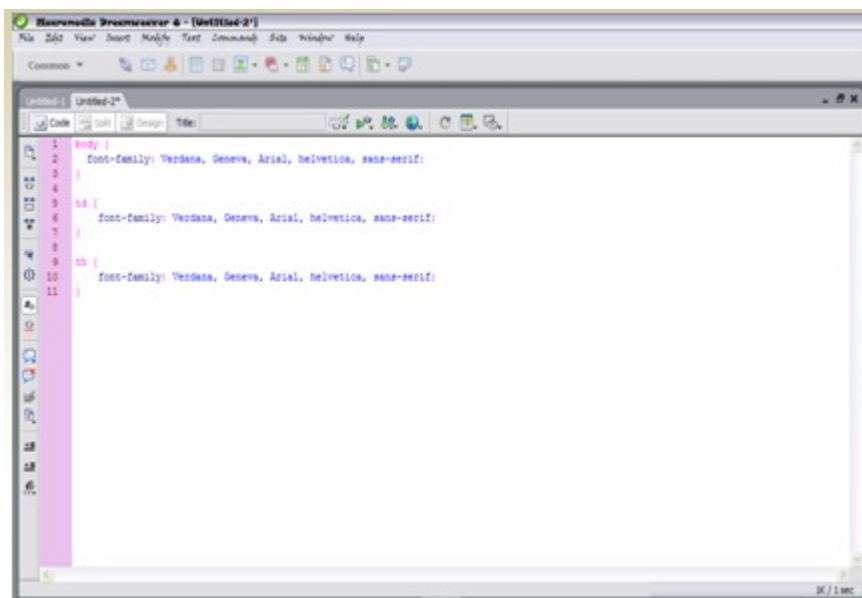 Macromedia Dreamweaver 8 - [Untitled-2*]
File Edit View Insert Modify Text Commands Site Window Help
Common
Untitled-1 Untitled-2*
Code Split Design Title:
1 body {
2 font-family: Verdana, Geneva, Arial, helvetica, sans-serif;
3 }
4
5 td {
6 font-family: Verdana, Geneva, Arial, helvetica, sans-serif;
7 }
8
9 th {
10 font-family: Verdana, Geneva, Arial, helvetica, sans-serif;
11 }
1K / 1 sec